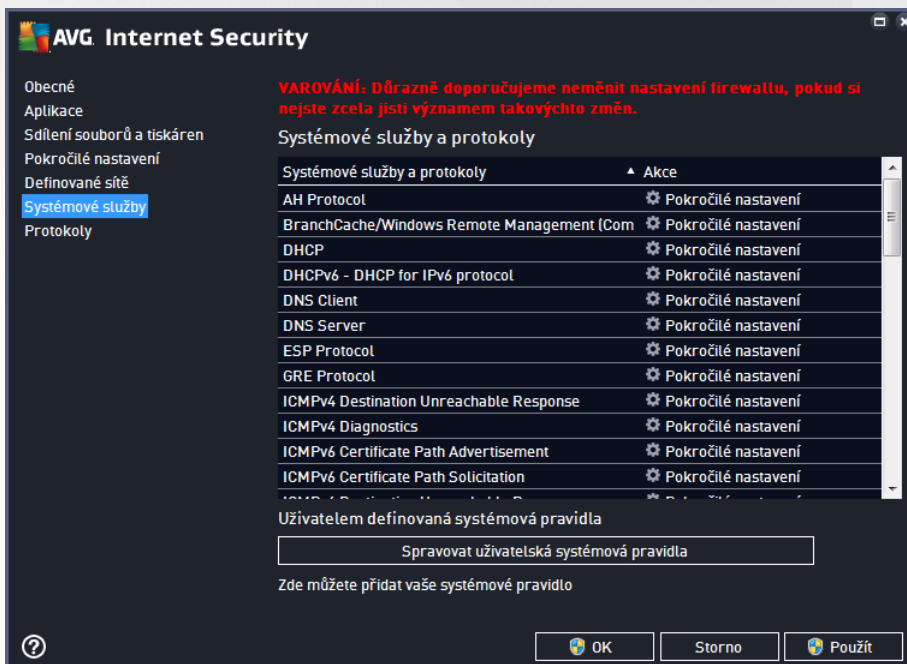 AVG Internet Security
Obecné
Aplikace
Sdílení souborů a tiskáren
Pokročilé nastavení
Definované sítě
Systémové služby
Protokoly
VAROVÁNÍ: Důrazně doporučujeme neměnit nastavení firewallu, pokud si
nejste zcela jisti významem takovýchto změn.
Systémové služby a protokoly
Systémové služby a protokoly Akce
AH Protocol Pokročilé nastavení
BranchCache/Windows Remote Management (Com Pokročilé nastavení
DHCP Pokročilé nastavení
DHCPv6 - DHCP for IPv6 protocol Pokročilé nastavení
DNS Client Pokročilé nastavení
DNS Server Pokročilé nastavení
ESP Protocol Pokročilé nastavení
GRE Protocol Pokročilé nastavení
ICMPv4 Destination Unreachable Response Pokročilé nastavení
ICMPv4 Diagnostics Pokročilé nastavení
ICMPv6 Certificate Path Advertisement Pokročilé nastavení
ICMPv6 Certificate Path Solicitation Pokročilé nastavení
Uživatelem definovaná systémová pravidla
Spravovat uživatelská systémová pravidla
Zde můžete přidat vaše systémové pravidlo
OK Storno Použít